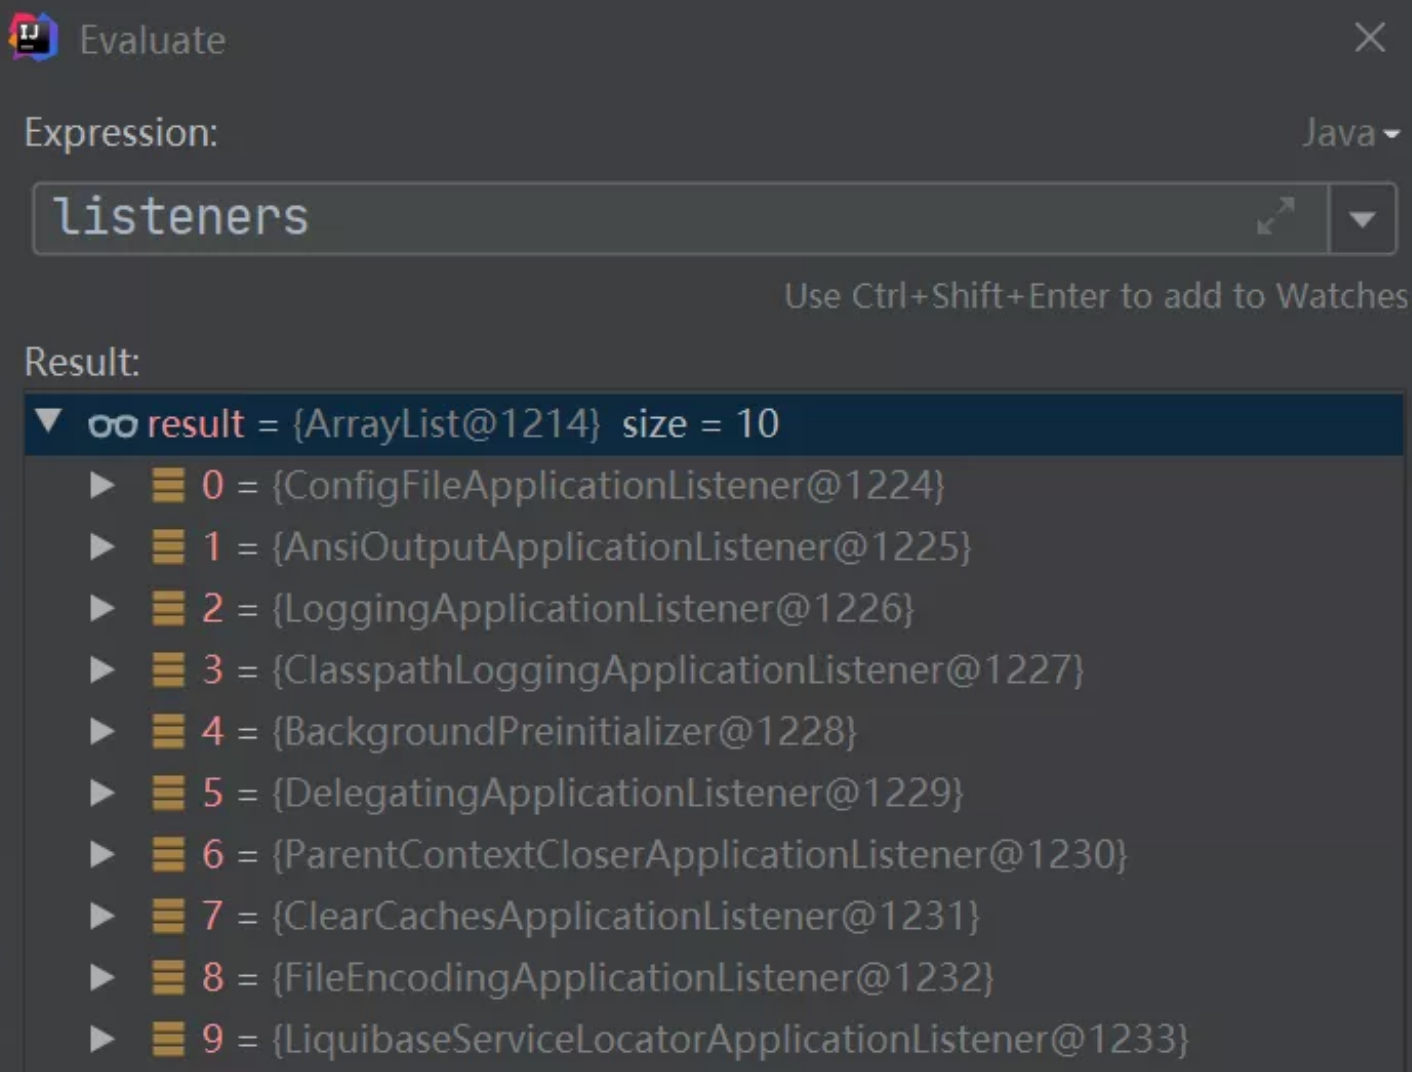 IJ Evaluate
Expression: Java
listeners
Use Ctrl+Shift+Enter to add to Watches
Result:
result = {ArrayList@1214} size = 10
0 = {ConfigFileApplicationListener@1224}
1 = {AnsiOutputApplicationListener@1225}
2 = {LoggingApplicationListener@1226}
3 = {ClasspathLoggingApplicationListener@1227}
4 = {BackgroundPreinitializer@1228}
5 = {DelegatingApplicationListener@1229}
6 = {ParentContextCloserApplicationListener@1230}
7 = {ClearCachesApplicationListener@1231}
8 = {FileEncodingApplicationListener@1232}
9 = {LiquibaseServiceLocatorApplicationListener@1233}